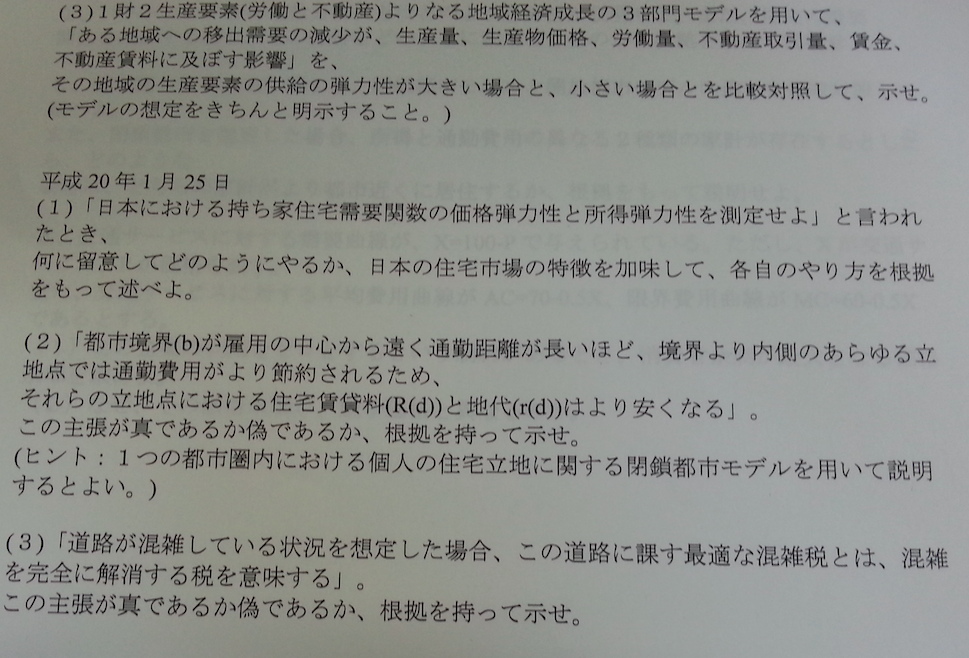 (３)１財２生産要素(労働と不動産)よりなる地域経済成長の３部門モデルを用いて、
「ある地域への移出需要の減少が、生産量、生産物価格、労働量、不動産取引量、賃金、
不動産賃料に及ぼす影響」を、
その地域の生産要素の供給の弾力性が大きい場合と、小さい場合とを比較対照して、示せ。
(モデルの想定をきちんと明示すること。)
平成 20 年 1 月 25 日
(１)「日本における持ち家住宅需要関数の価格弾力性と所得弾力性を測定せよ」と言われ
たとき、
何に留意してどのようにやるか、日本の住宅市場の特徴を加味して、各自のやり方を根拠
をもって述べよ。
(２)「都市境界(b)が雇用の中心から遠く通勤距離が長いほど、境界より内側のあらゆる立
地点では通勤費用がより節約されるため、
それらの立地点における住宅賃貸料(R(d))と地代(r(d))はより安くなる」。
この主張が真であるか偽であるか、根拠を持って示せ。
(ヒント：１つの都市圏内における個人の住宅立地に関する閉鎖都市モデルを用いて説明
するとよい。)
(３)「道路が混雑している状況を想定した場合、この道路に課す最適な混雑税とは、混雑
を完全に解消する税を意味する」。
この主張が真であるか偽であるか、根拠を持って示せ。